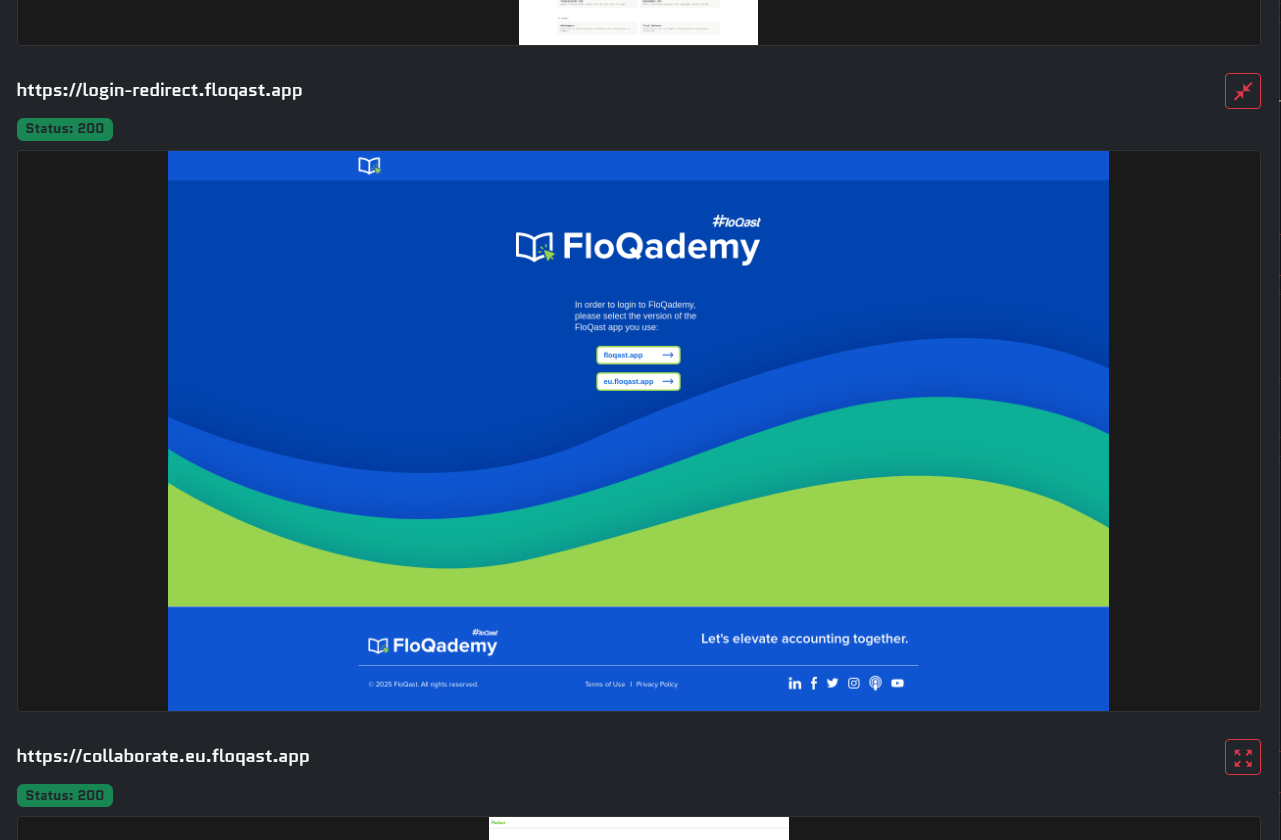 https://login-redirect.floqast.app
Status: 200
#FloQast
FloQademy
In order to login to FloQademy,
please select the version of the
FloQast app you use:
floqast.app
eu.floqast.app
#FloQast
FloQademy
Let's elevate accounting together.
© 2025 FloQast. All rights reserved.
Terms of Use | Privacy Policy
https://collaborate.eu.floqast.app
Status: 200
FloQast